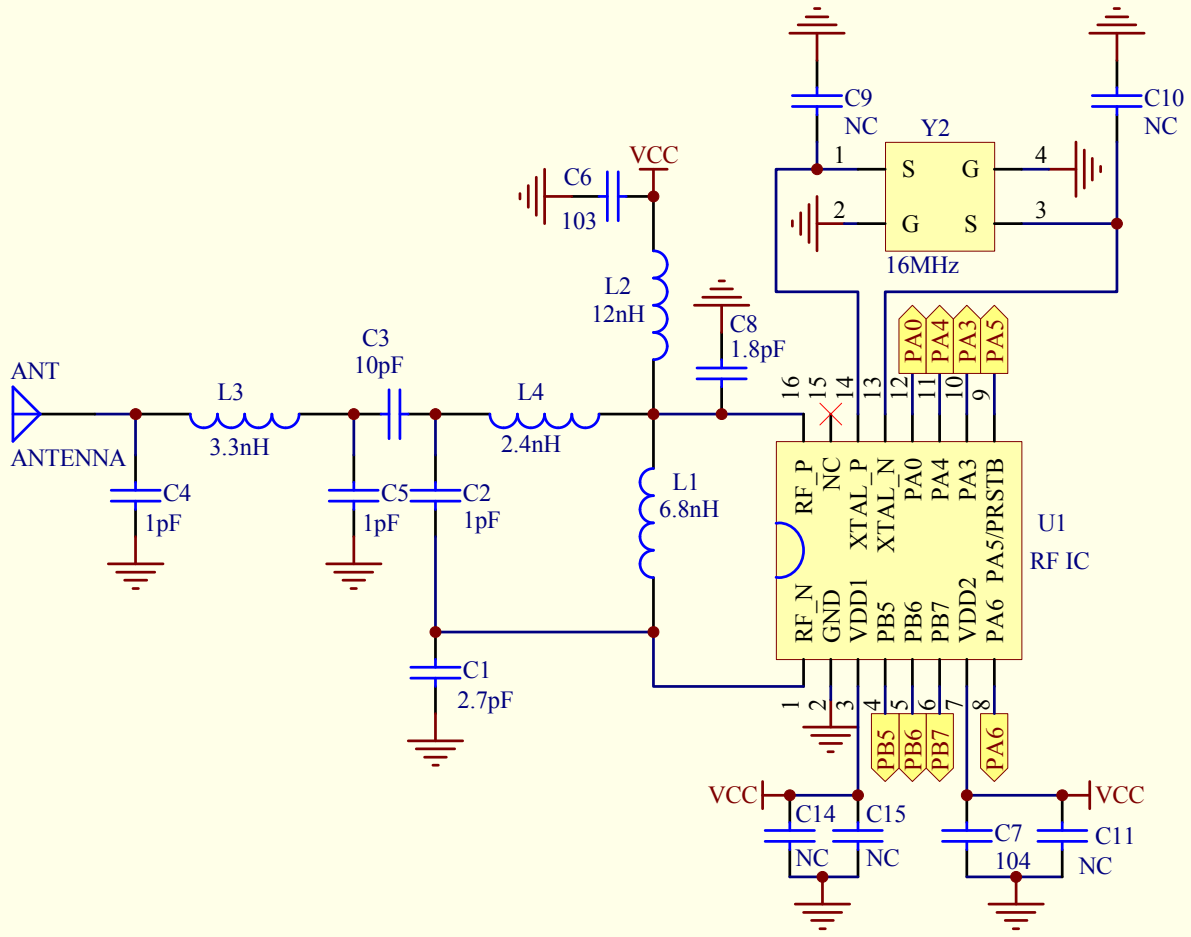 C9
NC
C10
NC
Y2
1
S
G
4
2
G
S
3
16MHz
VCC
C6
103
L2
12nH
C8
1.8pF
C3
10pF
ANT
ANTENNA
L3
3.3nH
L4
2.4nH
C4
1pF
C5
1pF
C2
1pF
L1
6.8nH
C1
2.7pF
PA0
PA4
PA3
PA5
16
15
14
13
12
11
10
9
RF_P
NC
XTAL_P
XTAL_N
PA0
PA4
PA3
PA5/PRSTB
U1
RF IC
RF_N
GND
VDD1
PB5
PB6
PB7
VDD2
PA6
1
2
3
4
5
6
7
8
PB5
PB6
PB7
PA6
VCC
C14
NC
C15
NC
C7
104
C11
NC
VCC